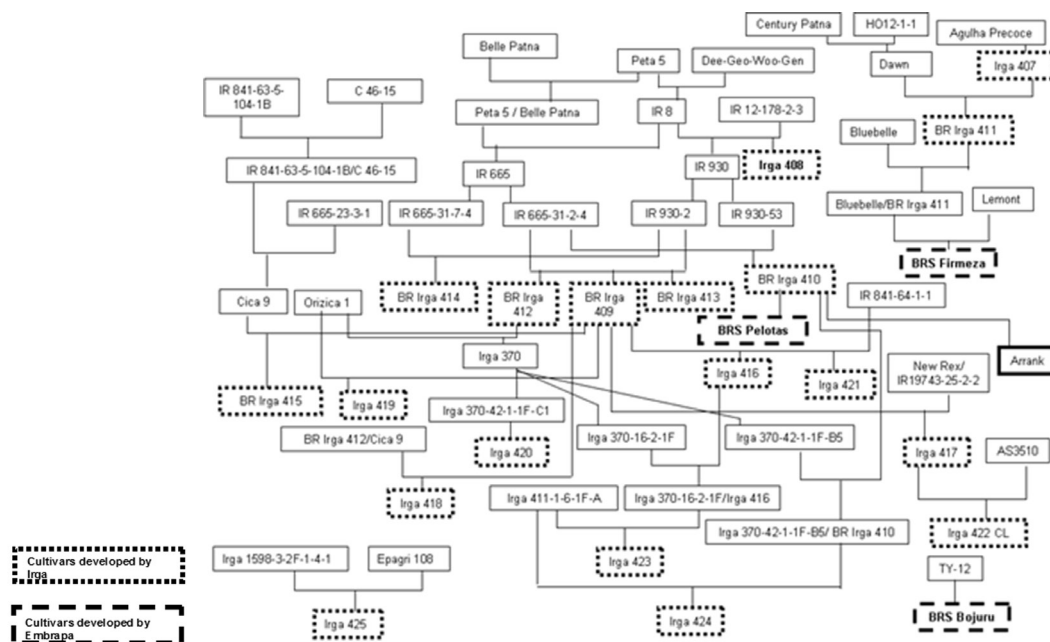 Century Patna
HO12-1-1
Agulha Precoce
Belle Patna
Peta 5
Dee-Geo-Woo-Gen
Dawn
Irga 407
IR 841-63-5-
104-1B
C 46-15
Peta 5 / Belle Patna
IR 8
IR 12-178-2-3
Bluebelle
BR Irga 411
IR 841-63-5-104-1B/C 46-15
IR 665
IR 930
Irga 408
IR 665-23-3-1
IR 665-31-7-4
IR 665-31-2-4
IR 930-2
IR 930-53
Bluebelle/BR Irga 411
Lemont
BRS Firmeza
Cica 9
Orizica 1
BR Irga 414
BR Irga
412
BR Irga
409
BR Irga 413
BR Irga 410
IR 841-64-1-1
BRS Pelotas
Irga 370
Irga 416
Irga 421
New Rex/
IR19743-25-2-2
Arrank
BR Irga 415
Irga 419
Irga 370-42-1-1F-C1
BR Irga 412/Cica 9
Irga 420
Irga 370-16-2-1F
Irga 370-42-1-1F-B5
Irga 417
AS3510
Irga 418
Irga 411-1-6-1F-A
Irga 370-16-2-1F/Irga 416
Irga 370-42-1-1F-B5/ BR Irga 410
Irga 422 CL
Cultivars developed by
Irga
Irga 1598-3-2F-1-4-1
Epagri 108
Irga 423
TY-12
Cultivars developed by
Embrapa
Irga 425
Irga 424
BRS Bojuru